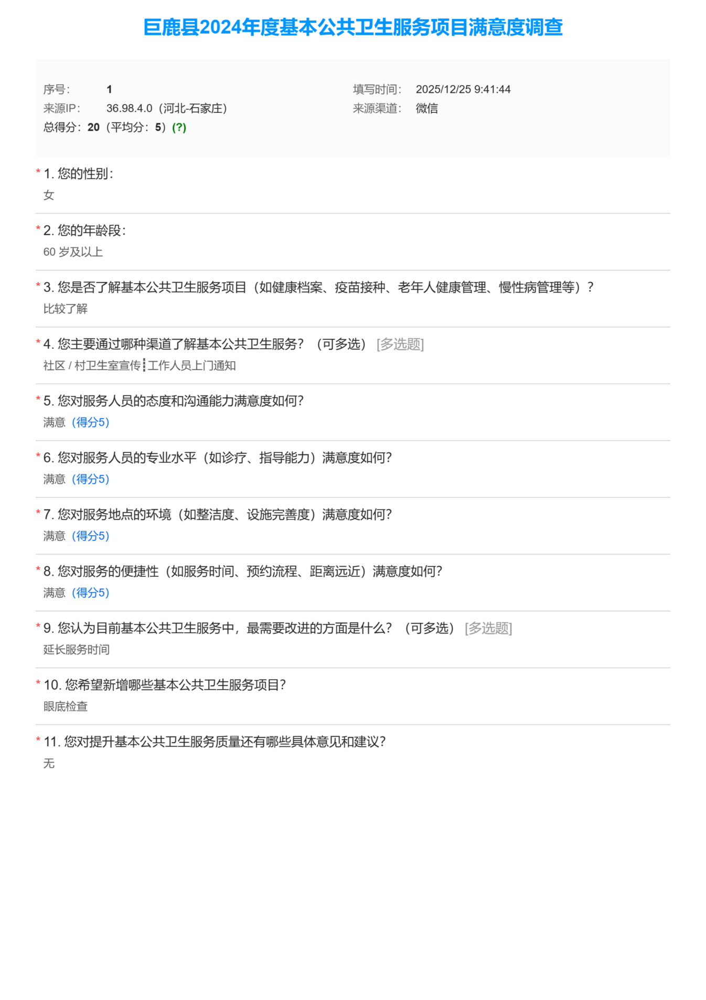 巨鹿县2024年度基本公共卫生服务项目满意度调查
序号： 1 填写时间： 2025/12/25 9:41:44
来源IP： 36.98.4.0（河北-石家庄） 来源渠道： 微信
总得分：20（平均分：5）(?)
* 1. 您的性别：
女
* 2. 您的年龄段：
60 岁及以上
* 3. 您是否了解基本公共卫生服务项目（如健康档案、疫苗接种、老年人健康管理、慢性病管理等）？
比较了解
* 4. 您主要通过哪种渠道了解基本公共卫生服务？（可多选） [多选题]
社区 / 村卫生室宣传┋工作人员上门通知
* 5. 您对服务人员的态度和沟通能力满意度如何？
满意（得分5）
* 6. 您对服务人员的专业水平（如诊疗、指导能力）满意度如何？
满意（得分5）
* 7. 您对服务地点的环境（如整洁度、设施完善度）满意度如何？
满意（得分5）
* 8. 您对服务的便捷性（如服务时间、预约流程、距离远近）满意度如何？
满意（得分5）
* 9. 您认为目前基本公共卫生服务中，最需要改进的方面是什么？（可多选） [多选题]
延长服务时间
* 10. 您希望新增哪些基本公共卫生服务项目？
眼底检查
* 11. 您对提升基本公共卫生服务质量还有哪些具体意见和建议？
无